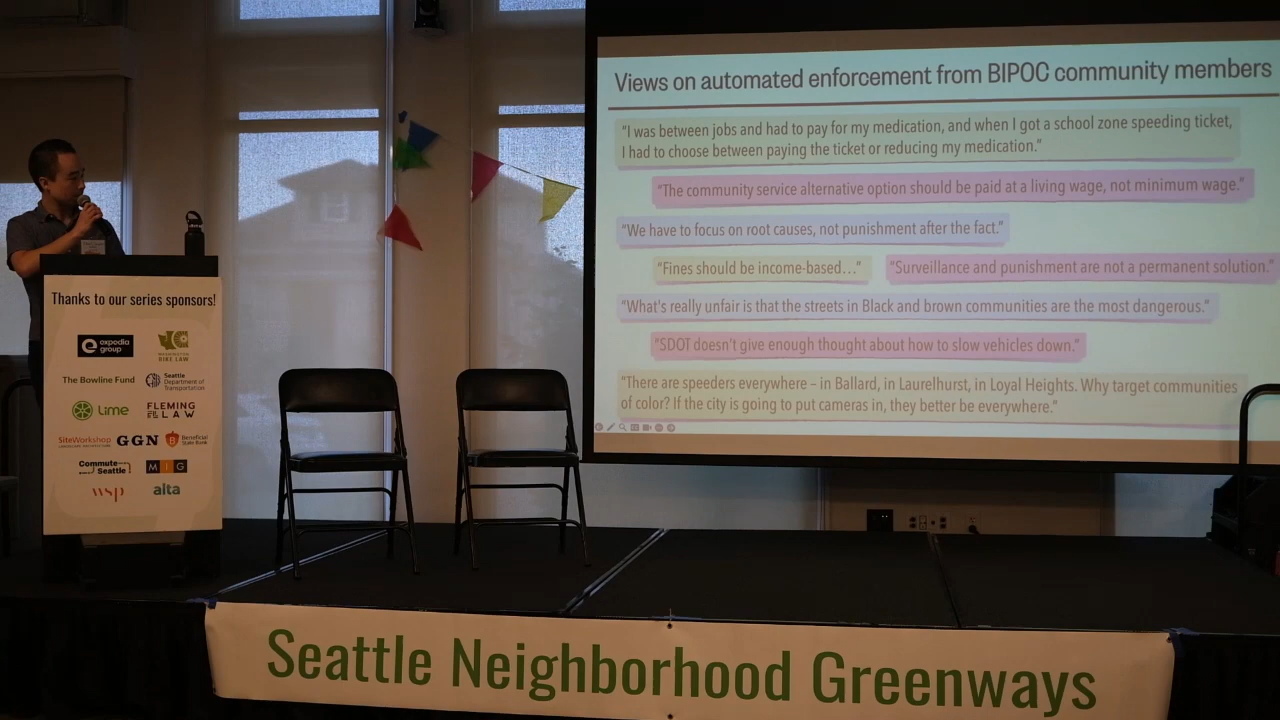 Views on automated enforcement from BIPOC community members
“I was between jobs and had to pay for my medication, and when I got a school zone speeding ticket,
I had to choose between paying the ticket or reducing my medication.”
“The community service alternative option should be paid at a living wage, not minimum wage.”
“We have to focus on root causes, not punishment after the fact.”
“Fines should be income-based…”
“Surveillance and punishment are not a permanent solution.”
“What's really unfair is that the streets in Black and brown communities are the most dangerous.”
“SDOT doesn't give enough thought about how to slow vehicles down.”
“There are speeders everywhere – in Ballard, in Laurelhurst, in Loyal Heights. Why target communities
of color? If the city is going to put cameras in, they better be everywhere.”
Thanks to our series sponsors!
expedia
group
WASHINGTON
BIKE LAW
The Bowline Fund
Seattle
Department of
Transportation
Lime
FLEMING
LAW
SiteWorkshop
LANDSCAPE ARCHITECTURE
GGN
Beneficial
State Bank
Commute
Seattle
MIG
wsp
alta
Seattle Neighborhood Greenways